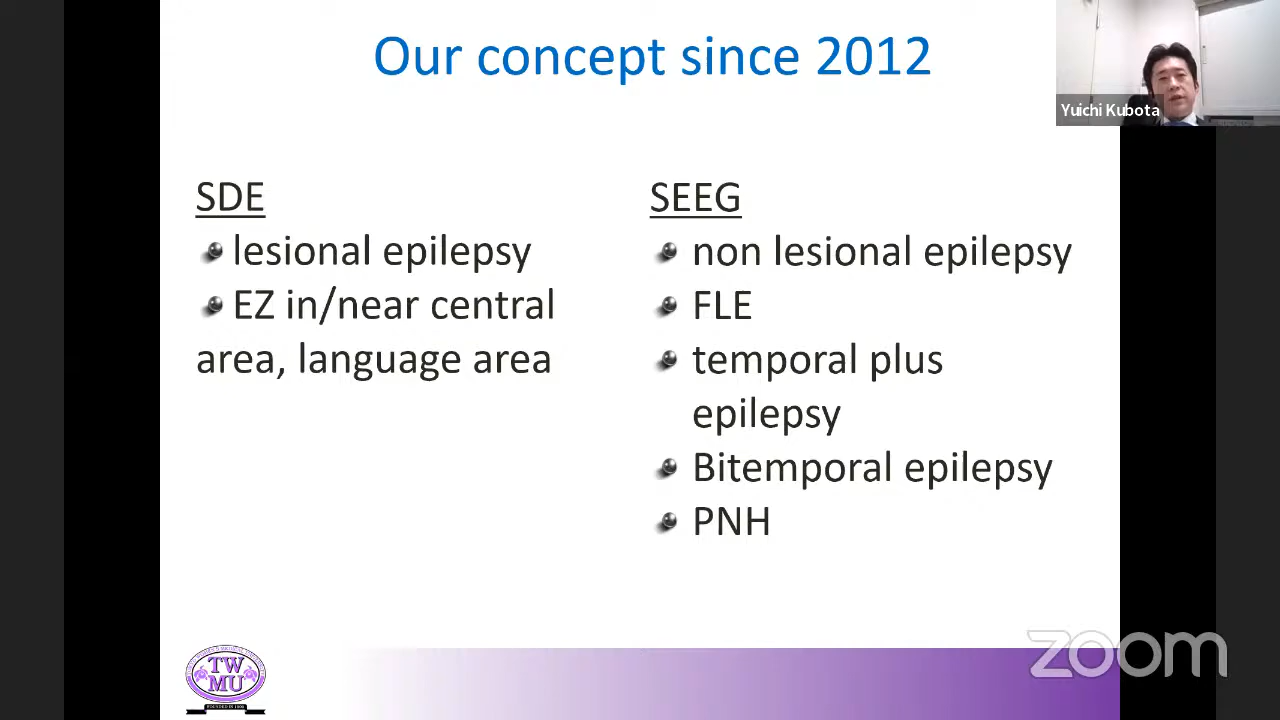 Our concept since 2012
Yuichi Kubota
SDE
lesional epilepsy
EZ in/near central
area, language area
SEEG
non lesional epilepsy
FLE
temporal plus
epilepsy
Bitemporal epilepsy
PNH
TW
MU
zoom